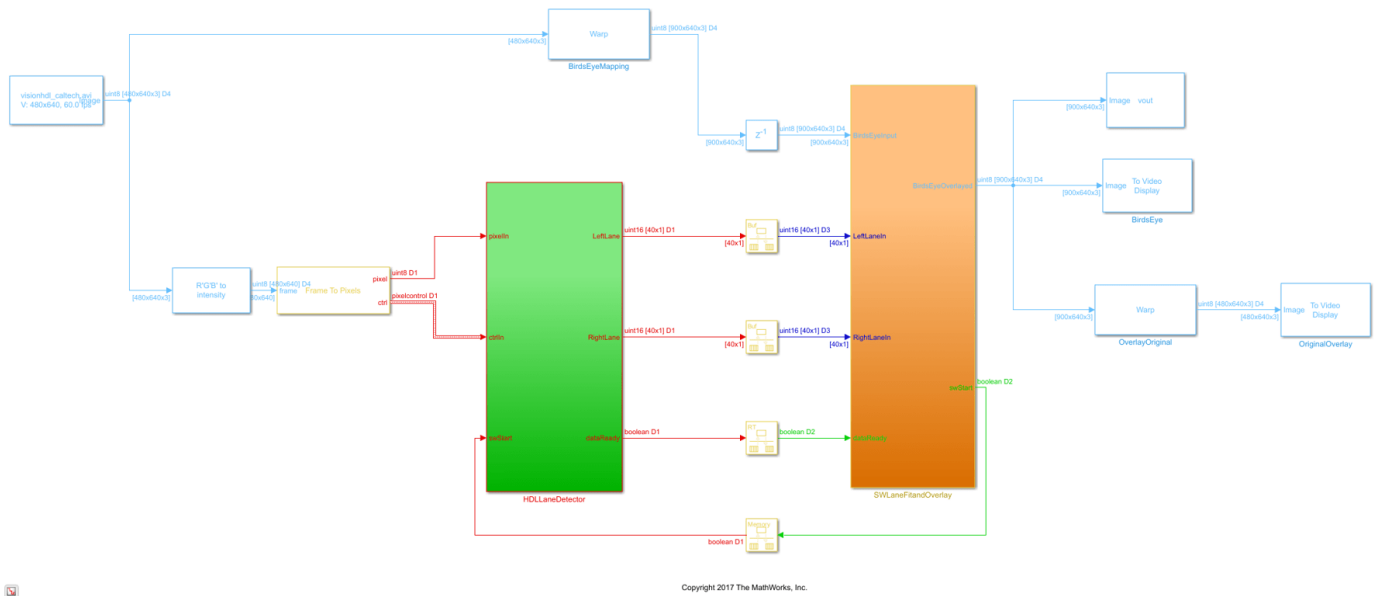 uint8 [900x640x3] D4
Warp
[480x640x3]
BirdsEyeMapping
visionhdl_caltech.avi
V: 480x640, 60.0 fps
Image
uint8 [480x640x3] D4
Image
vout
[900x640x3]
z-1
uint8 [900x640x3] D4
[900x640x3]
[900x640x3]
BirdsEyeInput
BirdsEyeOverlayed
uint8 [900x640x3] D4
Image
To Video
Display
[900x640x3]
BirdsEye
pixelIn
LeftLane
uint16 [40x1] D1
[40x1]
Buf
uint16 [40x1] D3
[40x1]
LeftLaneIn
R'G'B' to
intensity
[480x640x3]
uint8 [480x640] D4
frame
Frame To Pixels
pixel
uint8 D1
ctrl
pixelcontrol D1
ctrlIn
RightLane
uint16 [40x1] D1
[40x1]
Buf
uint16 [40x1] D3
[40x1]
RightLaneIn
Warp
[900x640x3]
OverlayOriginal
uint8 [480x640x3] D4
[480x640x3]
Image
To Video
Display
OriginalOverlay
swStart
boolean D2
swStart
dataReady
boolean D1
boolean D2
HDLLaneDetector
SWLaneFitandOverlay
Memory
boolean D1
Copyright 2017 The MathWorks, Inc.